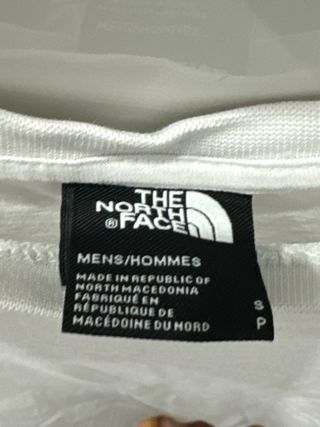 THE
NORTH
® FACE
MENS/HOMMES
MADE IN REPUBLIC OF
NORTH MACEDONIA
FABRIQUÉ EN
RÉPUBLIQUE DE
MACÉDOINE DU NORD
S
P